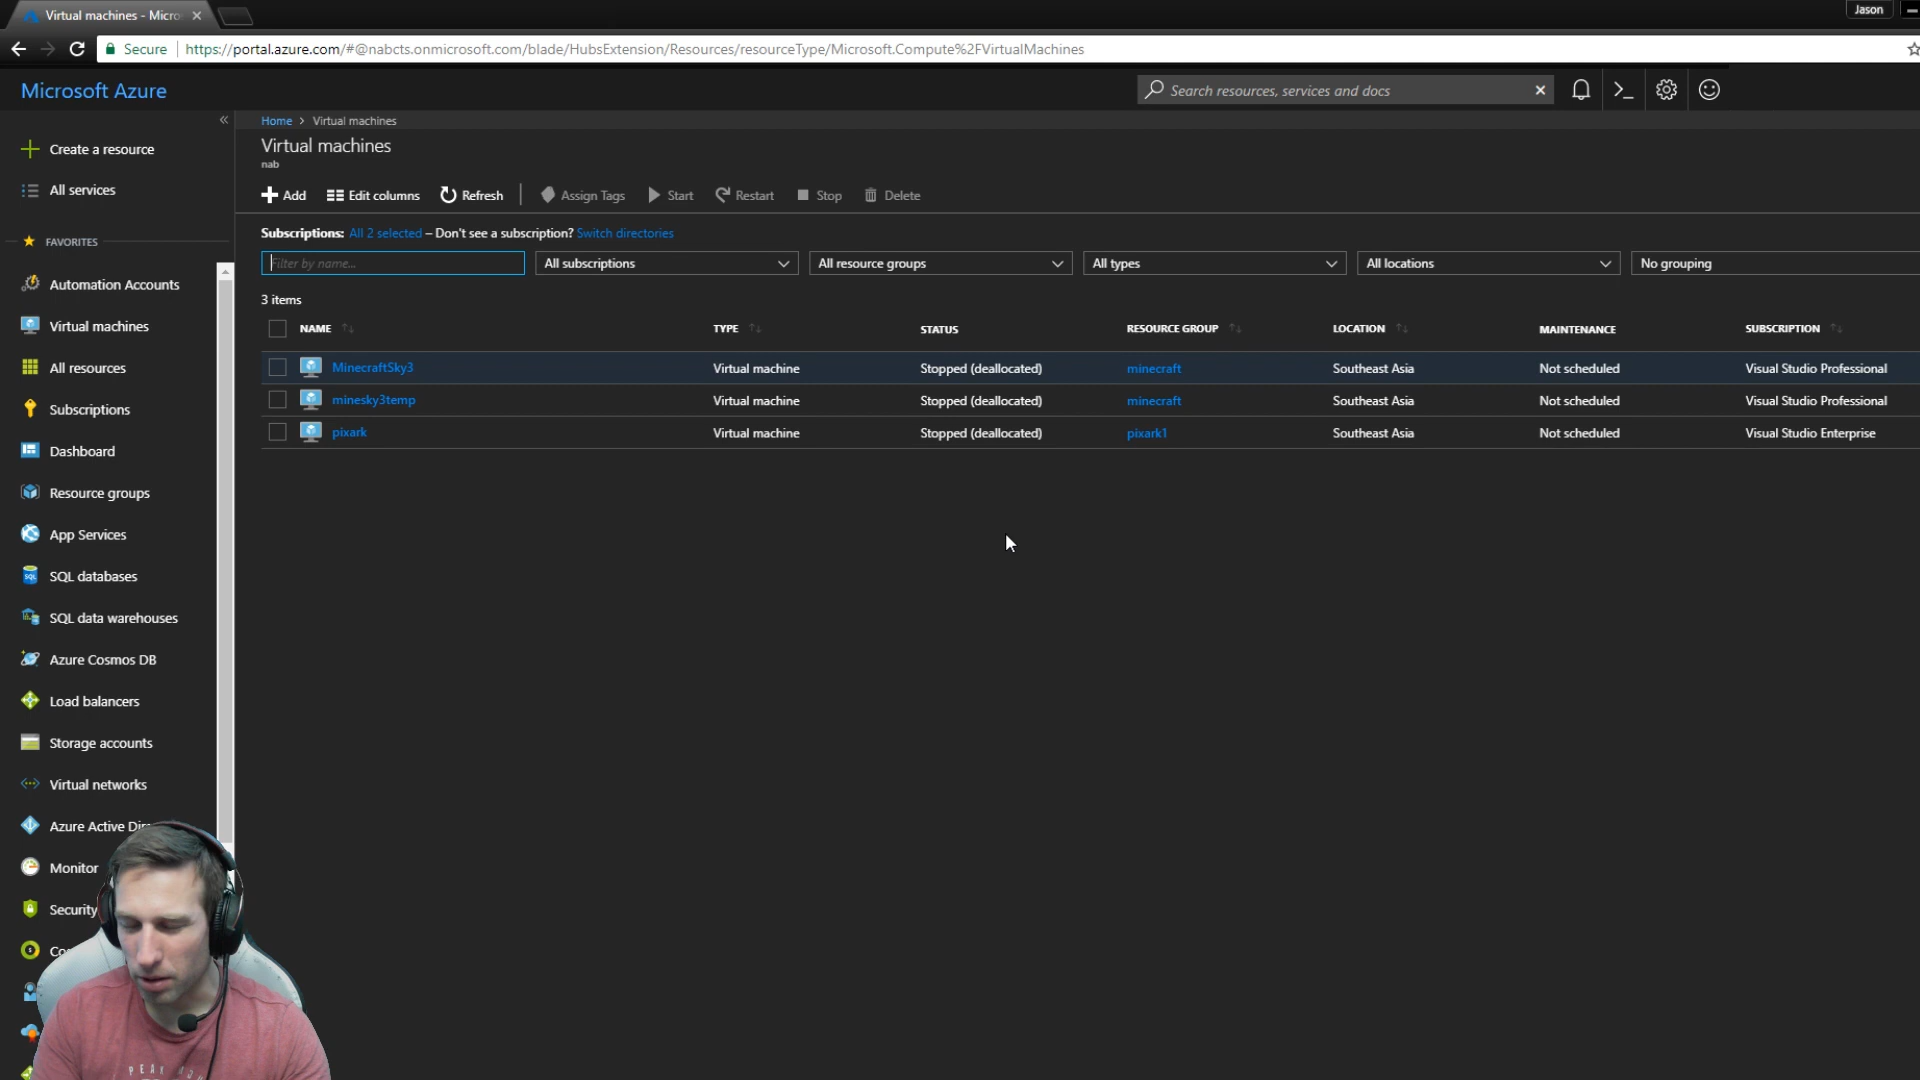 Virtual machines - Micro
Jason
Secure
https://portal.azure.com/#@nabcts.onmicrosoft.com/blade/HubsExtension/Resources/resourceType/Microsoft.Compute%2FVirtualMachines
Microsoft Azure
Search resources, services and docs
Home > Virtual machines
Virtual machines
nab
Create a resource
All services
FAVORITES
Automation Accounts
Virtual machines
All resources
Subscriptions
Dashboard
Resource groups
App Services
SQL databases
SQL data warehouses
Azure Cosmos DB
Load balancers
Storage accounts
Virtual networks
Azure Active Dir
Monitor
Security
Co
Add Edit columns Refresh Assign Tags Start Restart Stop Delete
Subscriptions: All 2 selected – Don't see a subscription? Switch directories
Filter by name... All subscriptions All resource groups All types All locations No grouping
3 items
NAME TYPE STATUS RESOURCE GROUP LOCATION MAINTENANCE SUBSCRIPTION
MinecraftSky3 Virtual machine Stopped (deallocated) minecraft Southeast Asia Not scheduled Visual Studio Professional
minesky3temp Virtual machine Stopped (deallocated) minecraft Southeast Asia Not scheduled Visual Studio Professional
pixark Virtual machine Stopped (deallocated) pixark1 Southeast Asia Not scheduled Visual Studio Enterprise